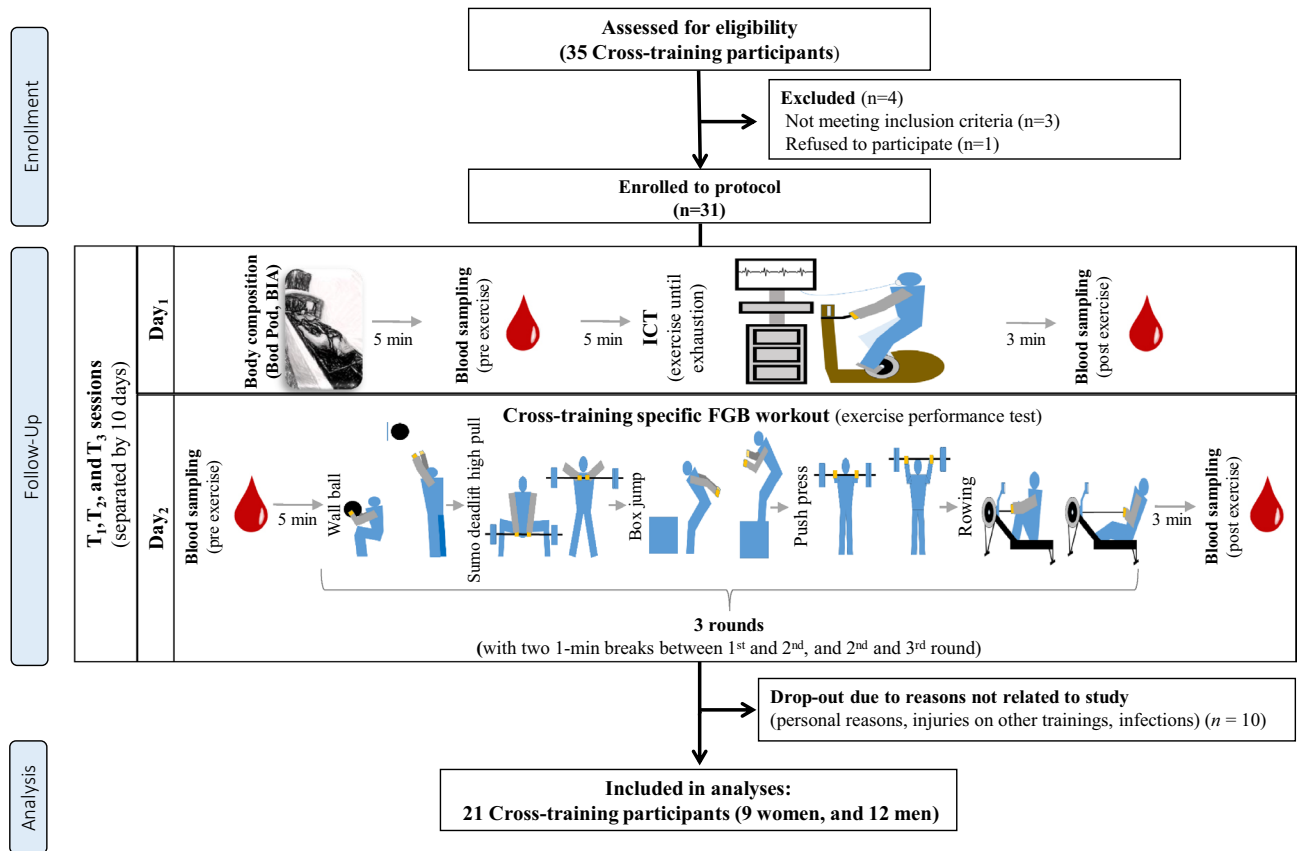 Enrollment
Assessed for eligibility
(35 Cross-training participants)
Excluded (n=4)
Not meeting inclusion criteria (n=3)
Refused to participate (n=1)
Enrolled to protocol
(n=31)
Follow-Up
T1, T2, and T3 sessions
(separated by 10 days)
Day1
Body composition
(Bod Pod, BIA)
5 min
Blood sampling
(pre exercise)
5 min
ICT
(exercise until
exhaustion)
3 min
Blood sampling
(post exercise)
Day2
Cross-training specific FGB workout (exercise performance test)
Blood sampling
(pre exercise)
5 min
Wall ball
Sumo deadlift high pull
Box jump
Push press
Rowing
3 min
Blood sampling
(post exercise)
3 rounds
(with two 1-min breaks between 1st and 2nd, and 2nd and 3rd round)
Drop-out due to reasons not related to study
(personal reasons, injuries on other trainings, infections) (n = 10)
Analysis
Included in analyses:
21 Cross-training participants (9 women, and 12 men)